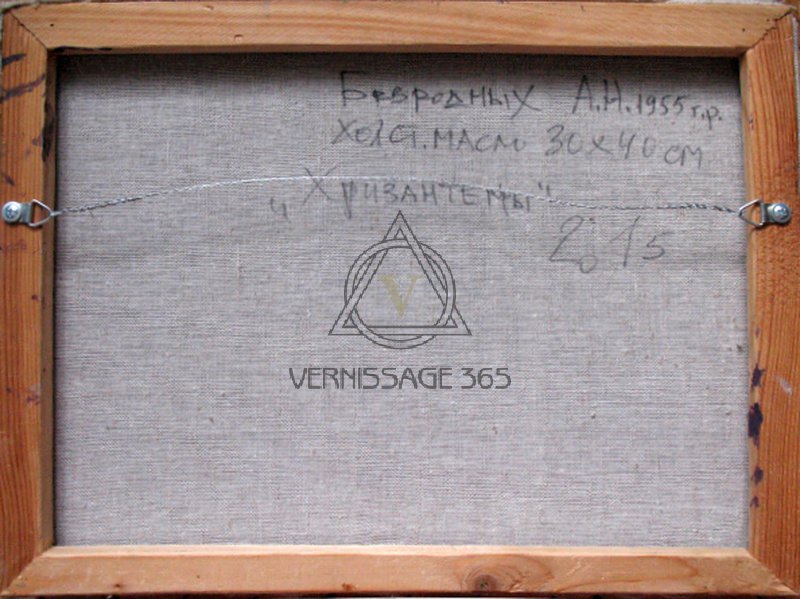 Безродных А.Н. 1955 г.р.
Холст. масло 30x40 см
"Хризантемы"
2015
V
VERNISSAGE 365